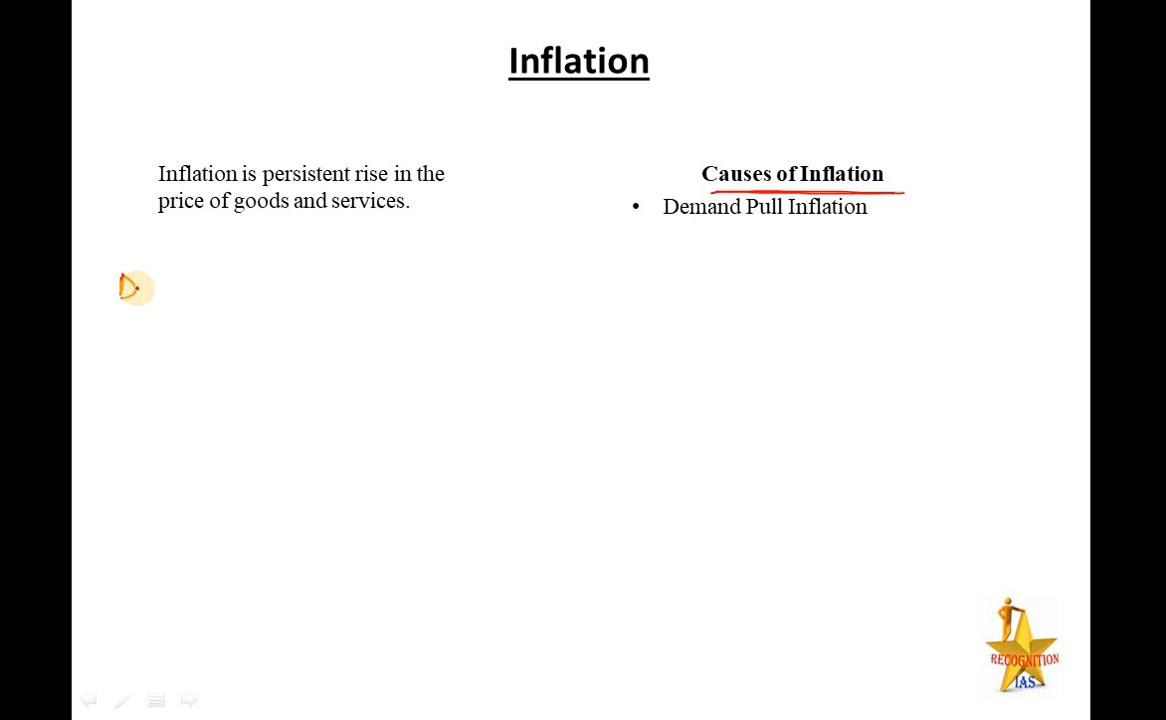 Inflation
Inflation is persistent rise in the
price of goods and services.
Causes of Inflation
• Demand Pull Inflation
D
RECOGNITION
IAS